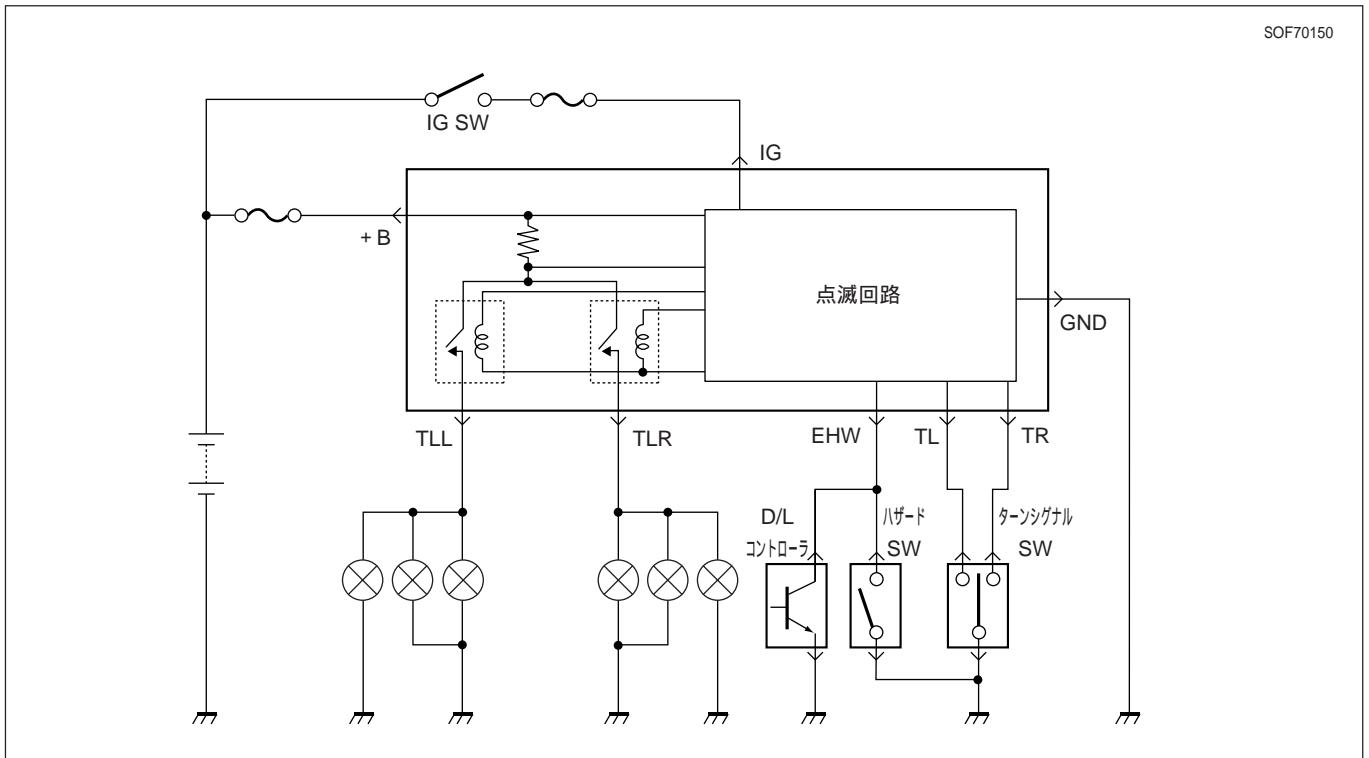 SOF70150
IG SW
IG
+ B
点滅回路
GND
TLL
TLR
EHW
TL
TR
D/L
コントローラ
ハザード
SW
ターンシグナル
SW